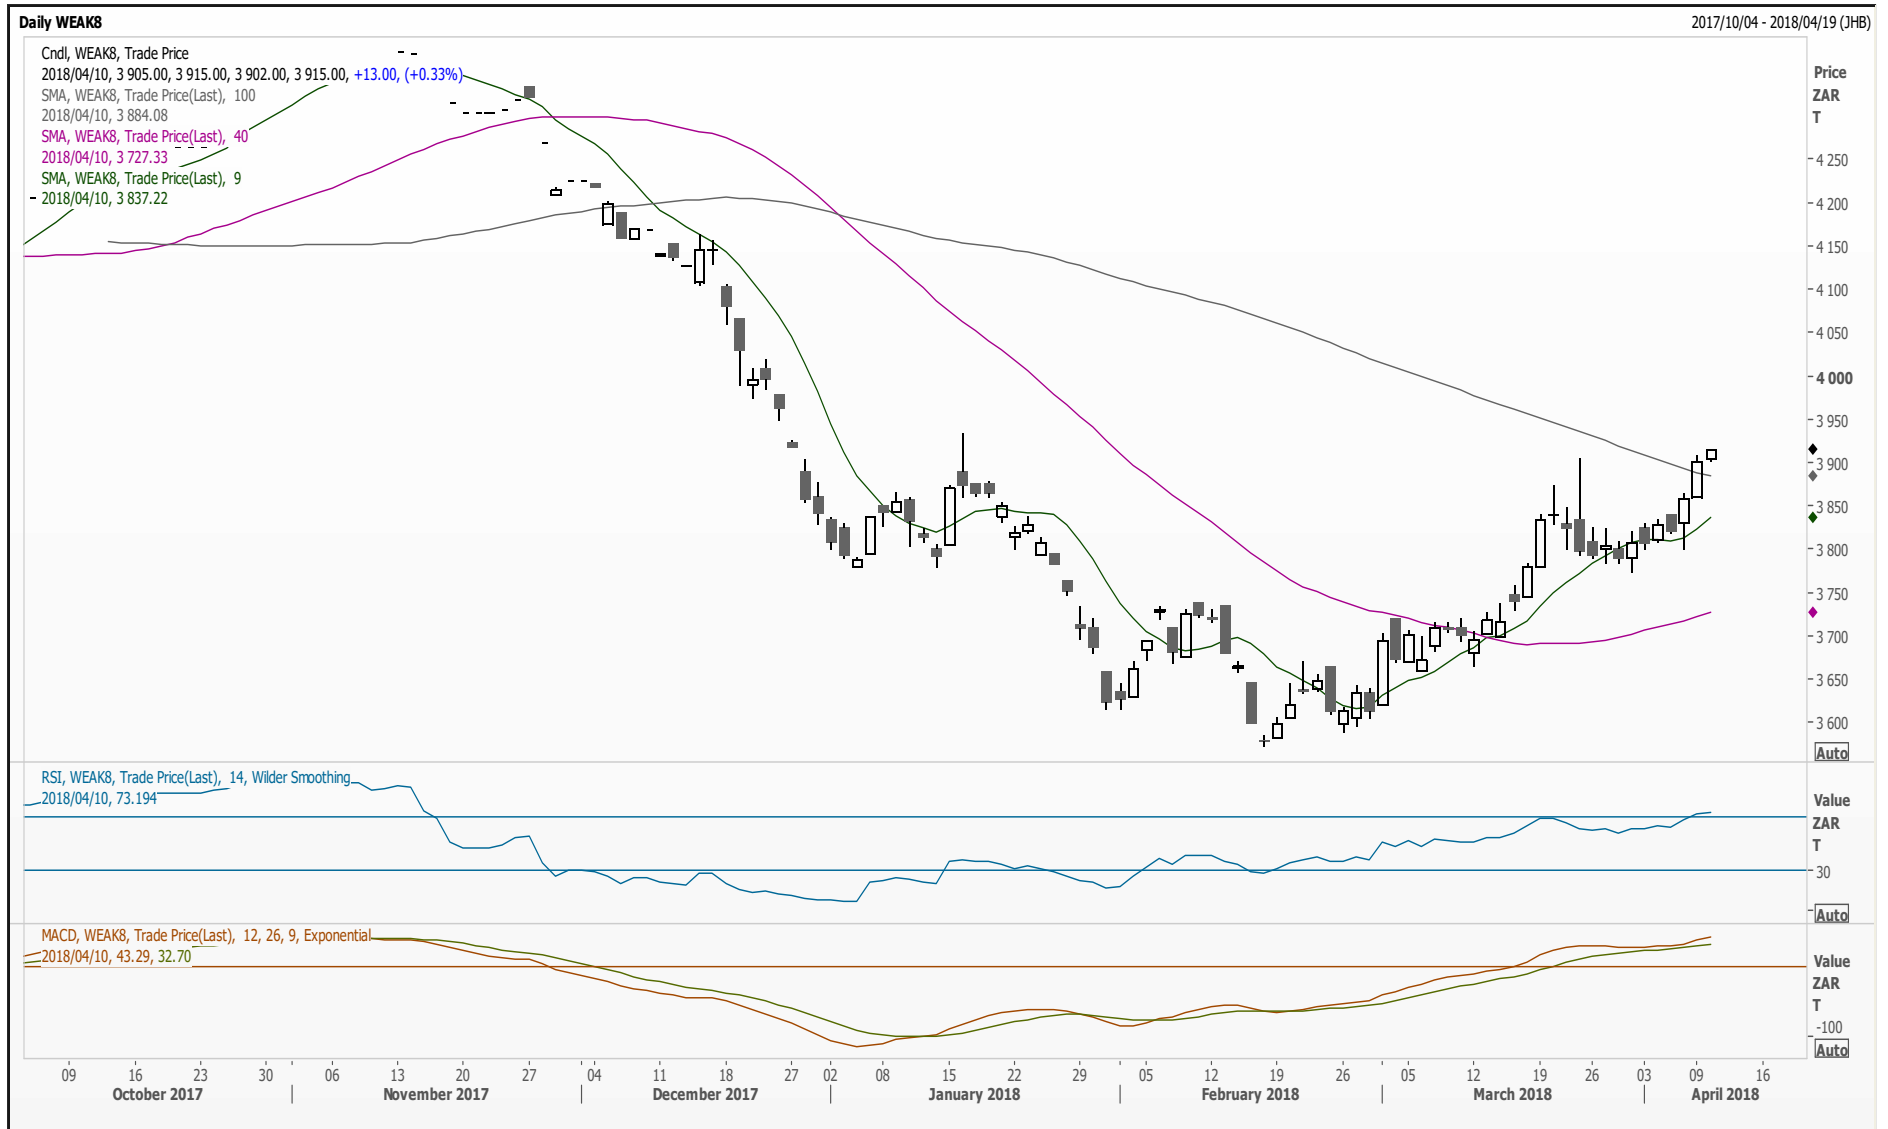 Daily WEAK8
2017/10/04 - 2018/04/19 (JHB)
Cndl, WEAK8, Trade Price
2018/04/10, 3 905.00, 3 915.00, 3 902.00, 3 915.00, +13.00, (+0.33%)
SMA, WEAK8, Trade Price(Last), 100
2018/04/10, 3 884.08
SMA, WEAK8, Trade Price(Last), 40
2018/04/10, 3 727.33
SMA, WEAK8, Trade Price(Last), 9
2018/04/10, 3 837.22
Price
ZAR
T
4 250
4 200
4 150
4 100
4 050
4 000
3 950
3 900
3 850
3 800
3 750
3 700
3 650
3 600
Auto
RSI, WEAK8, Trade Price(Last), 14, Wilder Smoothing
2018/04/10, 73.194
Value
ZAR
T
30
Auto
MACD, WEAK8, Trade Price(Last), 12, 26, 9, Exponential
2018/04/10, 43.29, 32.70
Value
ZAR
T
-100
Auto
09 16 23 30 06 13 20 27 04 11 18 27 02 08 15 22 29 05 12 19 26 05 12 19 26 03 09 16
October 2017 November 2017 December 2017 January 2018 February 2018 March 2018 April 2018